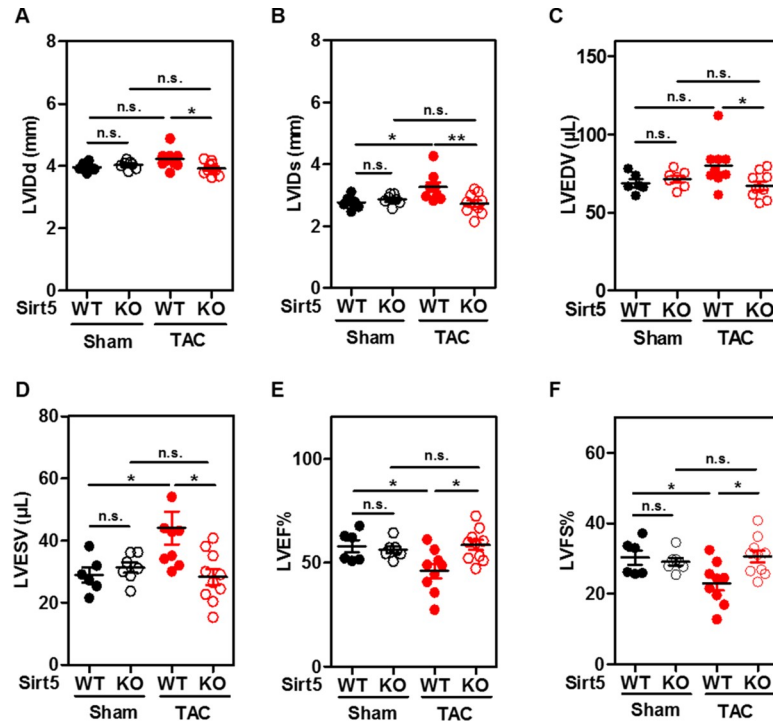 A
B
C
8
6
4
2
0
LVIDd (mm)
n.s.
n.s.
*
n.s.
Sirt5 WT KO WT KO
Sham TAC
8
6
4
2
0
LVIDs (mm)
n.s.
*
**
n.s.
WT KO WT KO
Sham TAC
150
100
50
0
LVEDV (µL)
n.s.
n.s.
*
n.s.
Sirt5 WT KO WT KO
Sham TAC
D
E
F
80
60
40
20
0
LVESV (µL)
n.s.
*
*
n.s.
Sirt5 WT KO WT KO
Sham TAC
100
50
0
LVEF%
n.s.
*
*
n.s.
Sirt5 WT KO WT KO
Sham TAC
60
40
20
0
LVFS%
n.s.
*
*
n.s.
Sirt5 WT KO WT KO
Sham TAC